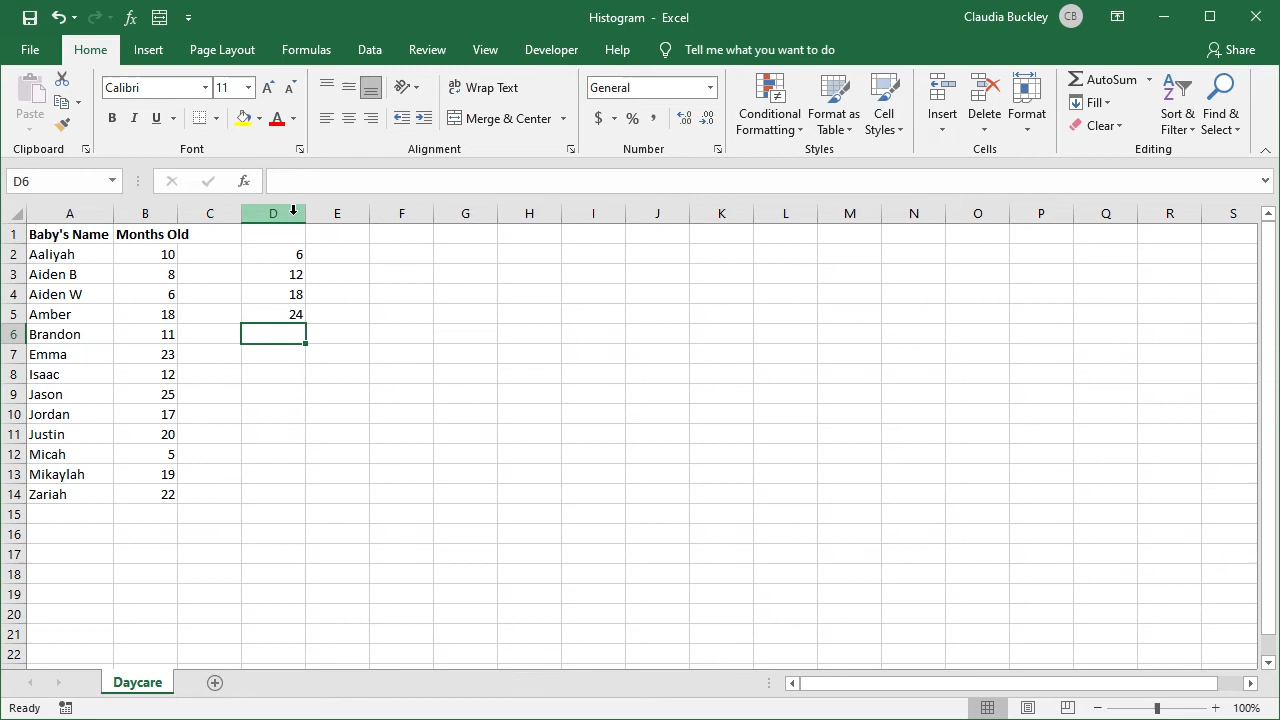 Histogram - Excel
Claudia Buckley CB
File Home Insert Page Layout Formulas Data Review View Developer Help Tell me what you want to do Share
Paste
Clipboard
Calibri 11
B I U A
Font
Wrap Text
Merge & Center
Alignment
General
$ % ,
Number
Conditional Formatting
Format as Table
Cell Styles
Styles
Insert
Delete
Format
Cells
AutoSum
Fill
Clear
Sort & Filter
Find & Select
Editing
D6 fx
A B C D E F G H I J K L M N O P Q R S
1 Baby's Name Months Old
2 Aaliyah 10 6
3 Aiden B 8 12
4 Aiden W 6 18
5 Amber 18 24
6 Brandon 11
7 Emma 23
8 Isaac 12
9 Jason 25
10 Jordan 17
11 Justin 20
12 Micah 5
13 Mikaylah 19
14 Zariah 22
15
16
17
18
19
20
21
22
Daycare
Ready 100%